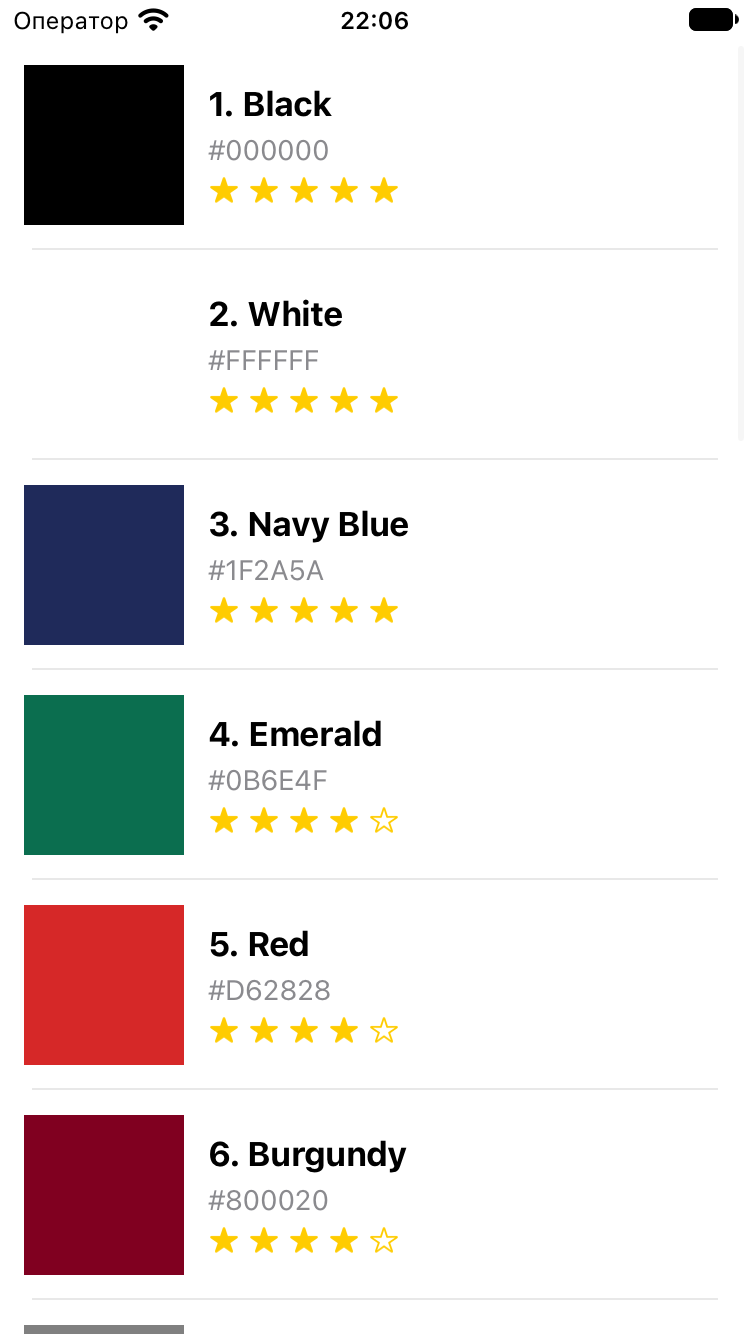 Оператор 22:06
1. Black
#000000
2. White
#FFFFFF
3. Navy Blue
#1F2A5A
4. Emerald
#0B6E4F
5. Red
#D62828
6. Burgundy
#800020